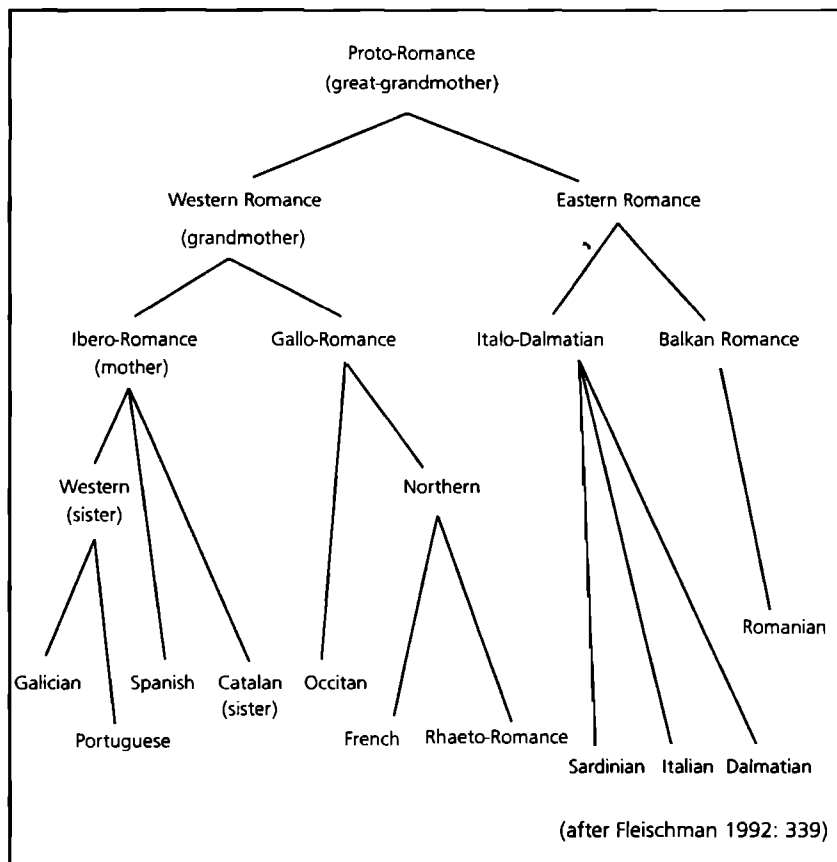 Proto-Romance
(great-grandmother)
Western Romance
Eastern Romance
(grandmother)
Ibero-Romance
(mother)
Gallo-Romance
Italo-Dalmatian
Balkan Romance
Western
(sister)
Northern
Romanian
Galician
Spanish
Catalan
(sister)
Occitan
Portuguese
French
Rhaeto-Romance
Sardinian
Italian
Dalmatian
(after Fleischman 1992: 339)